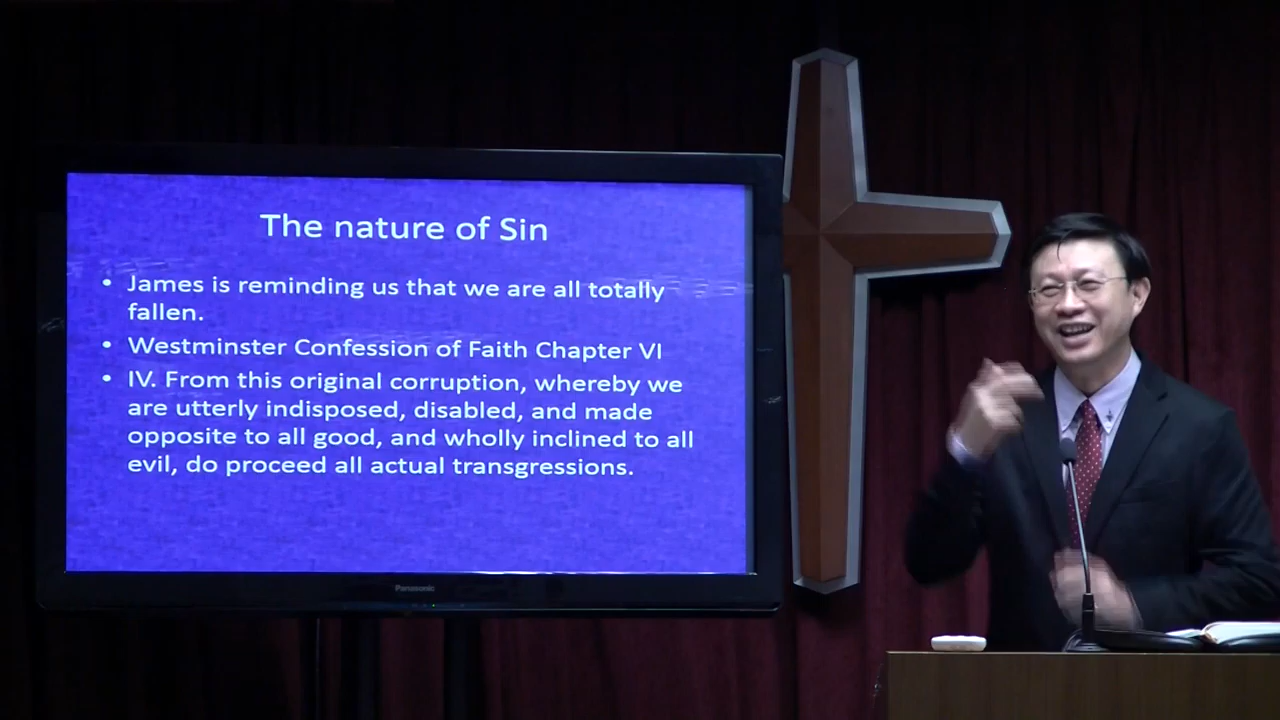 The nature of Sin
• James is reminding us that we are all totally
fallen.
• Westminster Confession of Faith Chapter VI
• IV. From this original corruption, whereby we
are utterly indisposed, disabled, and made
opposite to all good, and wholly inclined to all
evil, do proceed all actual transgressions.
Panasonic